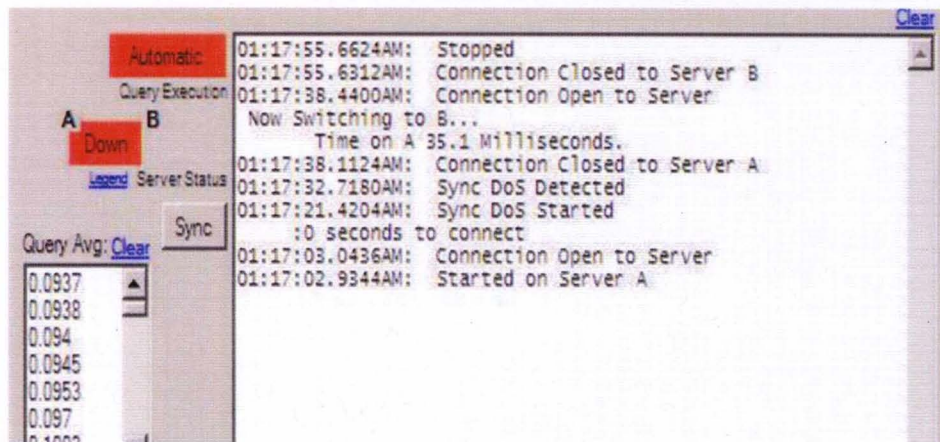 Clear
Automatic
Query Execution
A B
Down
Legend Server Status
Sync
Query Avg: Clear
0.0937
0.0938
0.094
0.0945
0.0953
0.097
01:17:55.6624AM: Stopped
01:17:55.6312AM: Connection Closed to Server B
01:17:38.4400AM: Connection Open to Server
Now Switching to B...
Time on A 35.1 Milliseconds.
01:17:38.1124AM: Connection Closed to Server A
01:17:32.7180AM: Sync DoS Detected
01:17:21.4204AM: Sync DoS Started
:0 seconds to connect
01:17:03.0436AM: Connection Open to Server
01:17:02.9344AM: Started on Server A